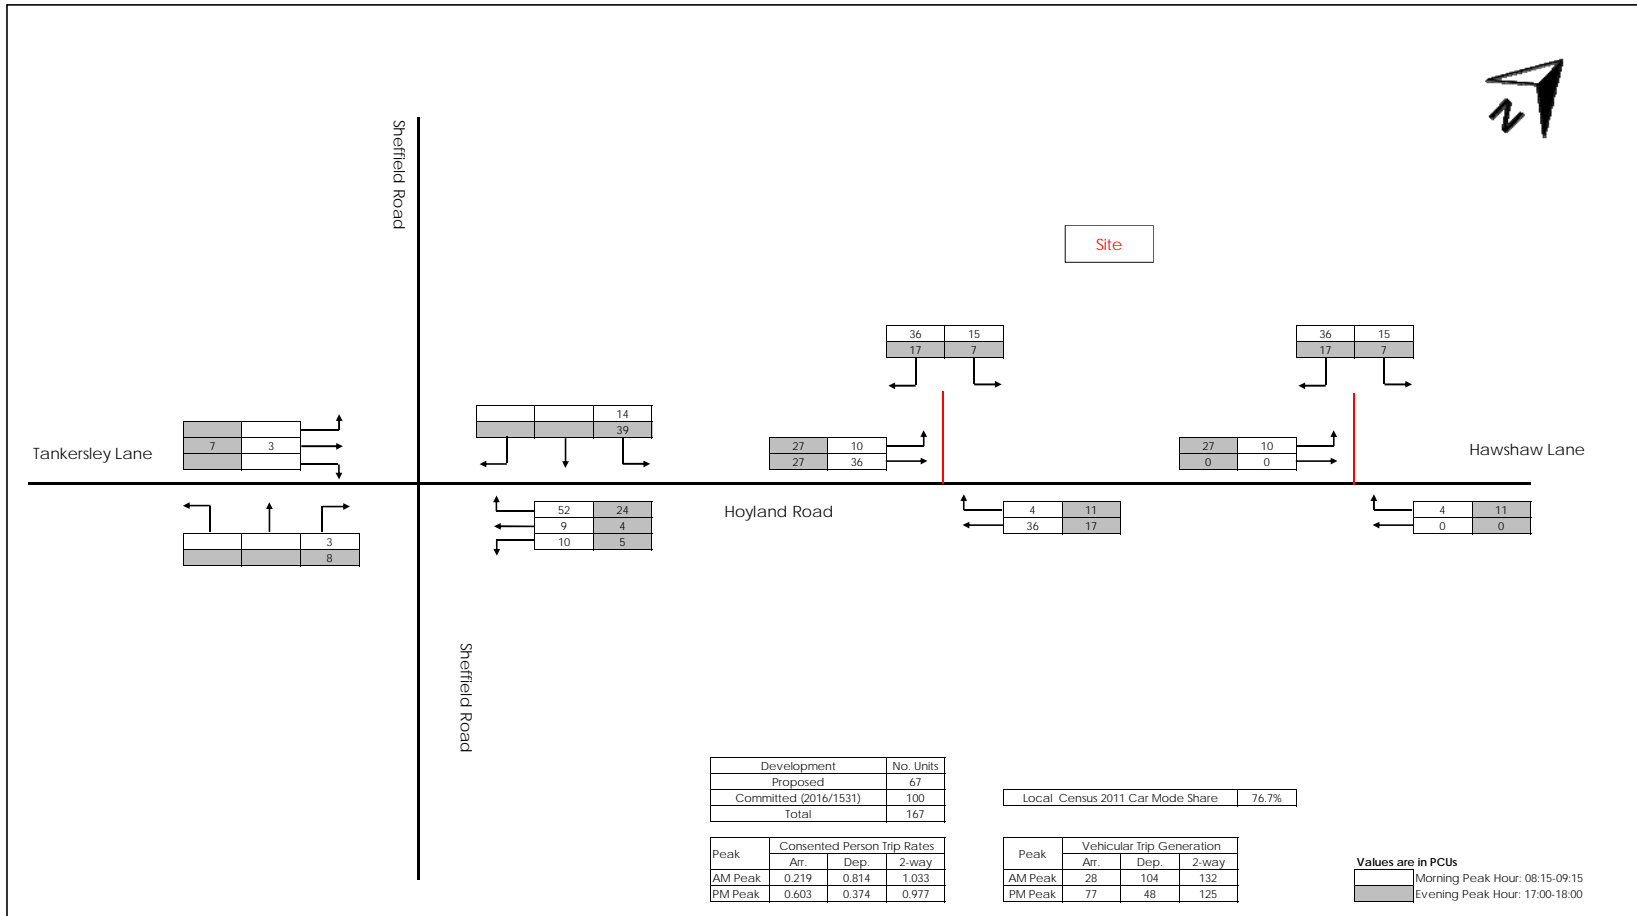 N
Sheffield Road
Site
36 15
17 7
36 15
17 7
14
39
Tankersley Lane
7 3
27 10
27 36
27 10
0 0
Hawshaw Lane
3
8
52 24
9 4
10 5
Hoyland Road
4 11
36 17
4 11
0 0
Sheffield Road
Development No. Units
Proposed 67
Committed (2016/1531) 100
Total 167
Local Census 2011 Car Mode Share 76.7%
Peak Consented Person Trip Rates
Arr. Dep. 2-way
AM Peak 0.219 0.814 1.033
PM Peak 0.603 0.374 0.977
Peak Vehicular Trip Generation
Arr. Dep. 2-way
AM Peak 28 104 132
PM Peak 77 48 125
Values are in PCUs
Morning Peak Hour: 08:15-09:15
Evening Peak Hour: 17:00-18:00